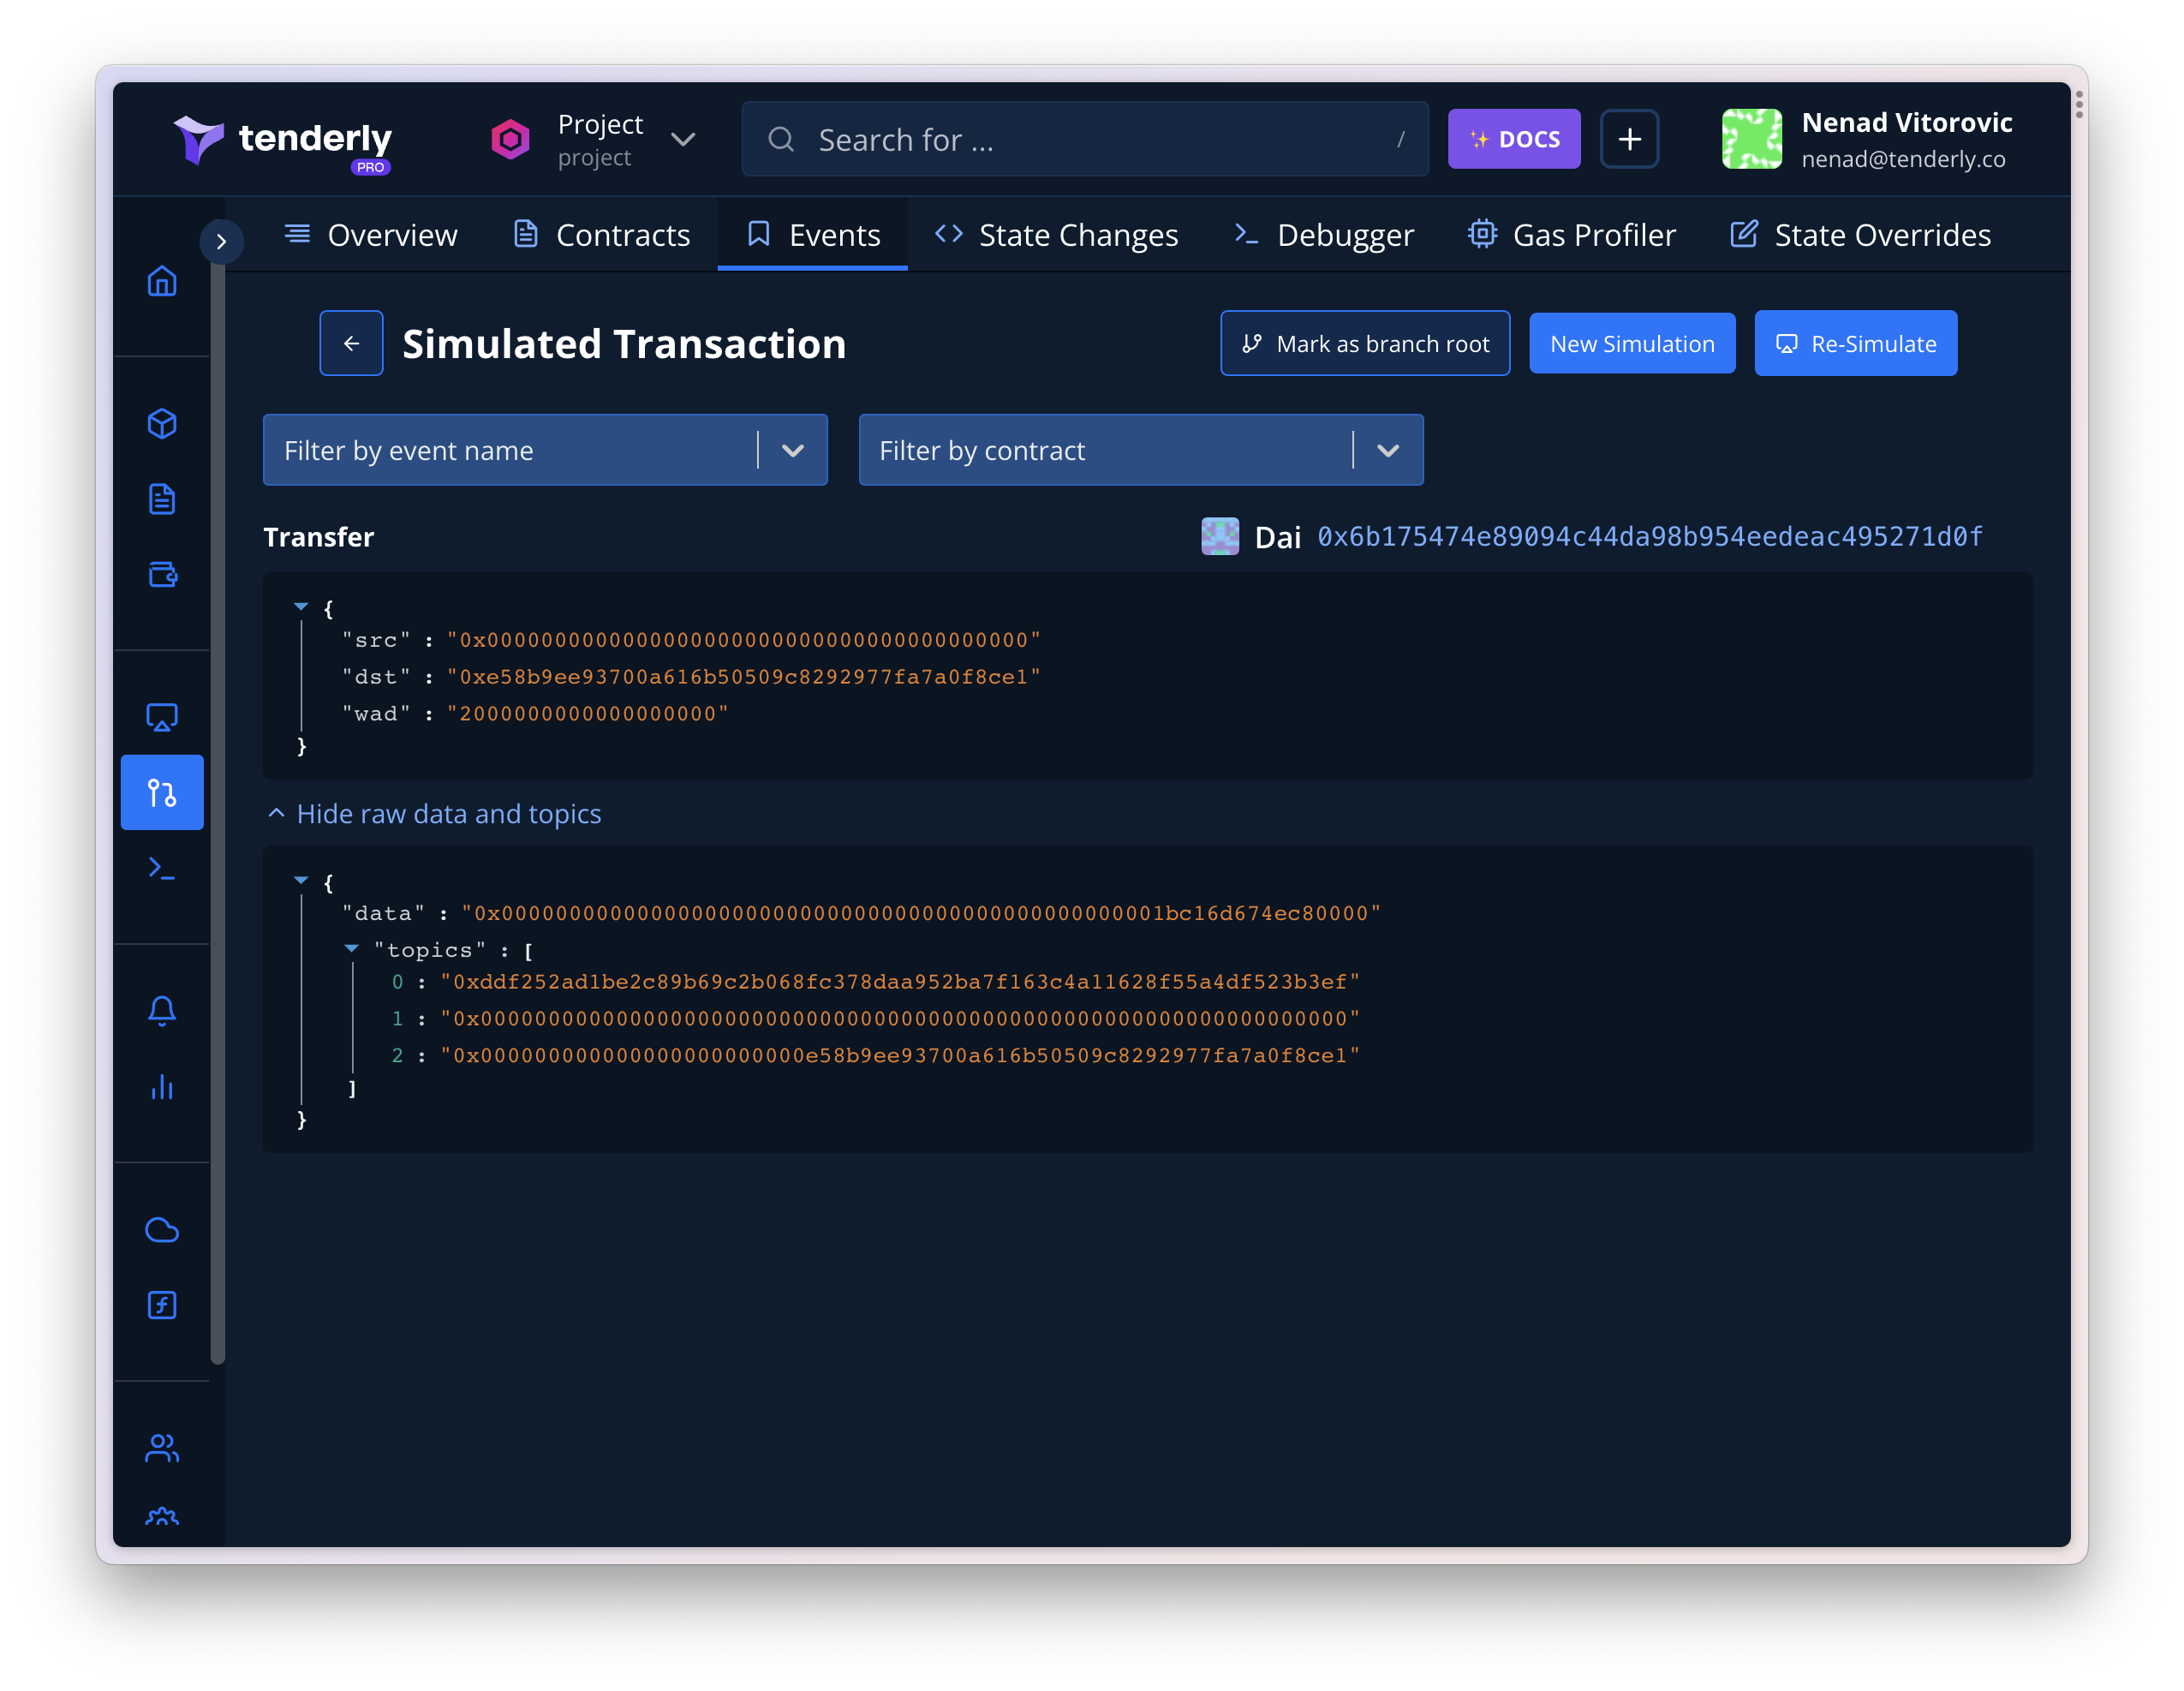 tenderly
PRO
Project
project
Search for ...
/
✨ DOCS
+
Nenad Vitorovic
nenad@tenderly.co
Overview
Contracts
Events
State Changes
Debugger
Gas Profiler
State Overrides
Simulated Transaction
Mark as branch root
New Simulation
Re-Simulate
Filter by event name
Filter by contract
Transfer
Dai 0x6b175474e89094c44da98b954eedeac495271d0f
{
"src" : "0x0000000000000000000000000000000000000000"
"dst" : "0xe58b9ee93700a616b50509c8292977fa7a0f8ce1"
"wad" : "2000000000000000000"
}
Hide raw data and topics
{
"data" : "0x0000000000000000000000000000000000000000000000001bc16d674ec80000"
"topics" : [
0 : "0xddf252ad1be2c89b69c2b068fc378daa952ba7f163c4a11628f55a4df523b3ef"
1 : "0x0000000000000000000000000000000000000000000000000000000000000000"
2 : "0x000000000000000000000000e58b9ee93700a616b50509c8292977fa7a0f8ce1"
]
}